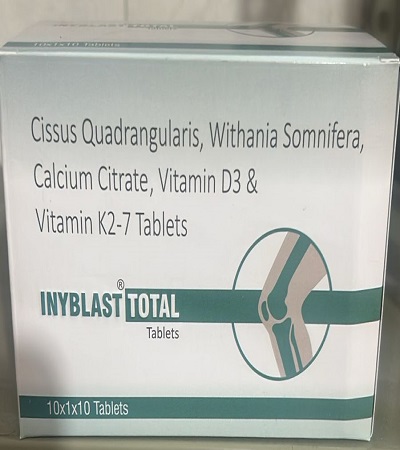 10x1x10 Tablets
Cissus Quadrangularis, Withania Somnifera,
Calcium Citrate, Vitamin D3 &
Vitamin K2-7 Tablets
INYBLAST® TOTAL
Tablets
10x1x10 Tablets